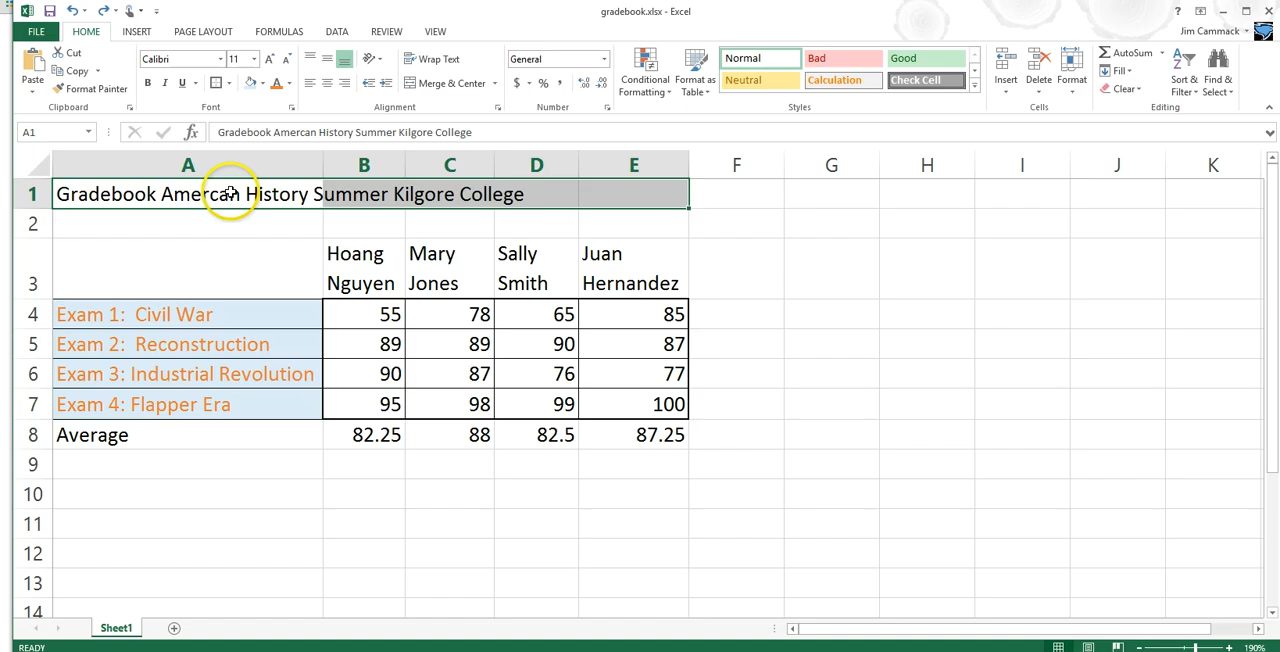 gradebook.xlsx - Excel
?
FILE HOME INSERT PAGE LAYOUT FORMULAS DATA REVIEW VIEW
Jim Cammack
Paste
Cut
Copy
Format Painter
Clipboard
Calibri 11
B I U
Font
Wrap Text
Merge & Center
Alignment
General
$ % ,
Number
Conditional Formatting
Format as Table
Normal Bad Good
Neutral Calculation Check Cell
Styles
Insert Delete Format
Cells
AutoSum
Fill
Clear
Sort & Filter
Find & Select
Editing
A1 fx Gradebook Amercan History Summer Kilgore College
A B C D E F G H I J K
1 Gradebook Amercan History Summer Kilgore College
2
3 Hoang Nguyen Mary Jones Sally Smith Juan Hernandez
4 Exam 1: Civil War 55 78 65 85
5 Exam 2: Reconstruction 89 89 90 87
6 Exam 3: Industrial Revolution 90 87 76 77
7 Exam 4: Flapper Era 95 98 99 100
8 Average 82.25 88 82.5 87.25
9
10
11
12
13
14
Sheet1
READY
190%